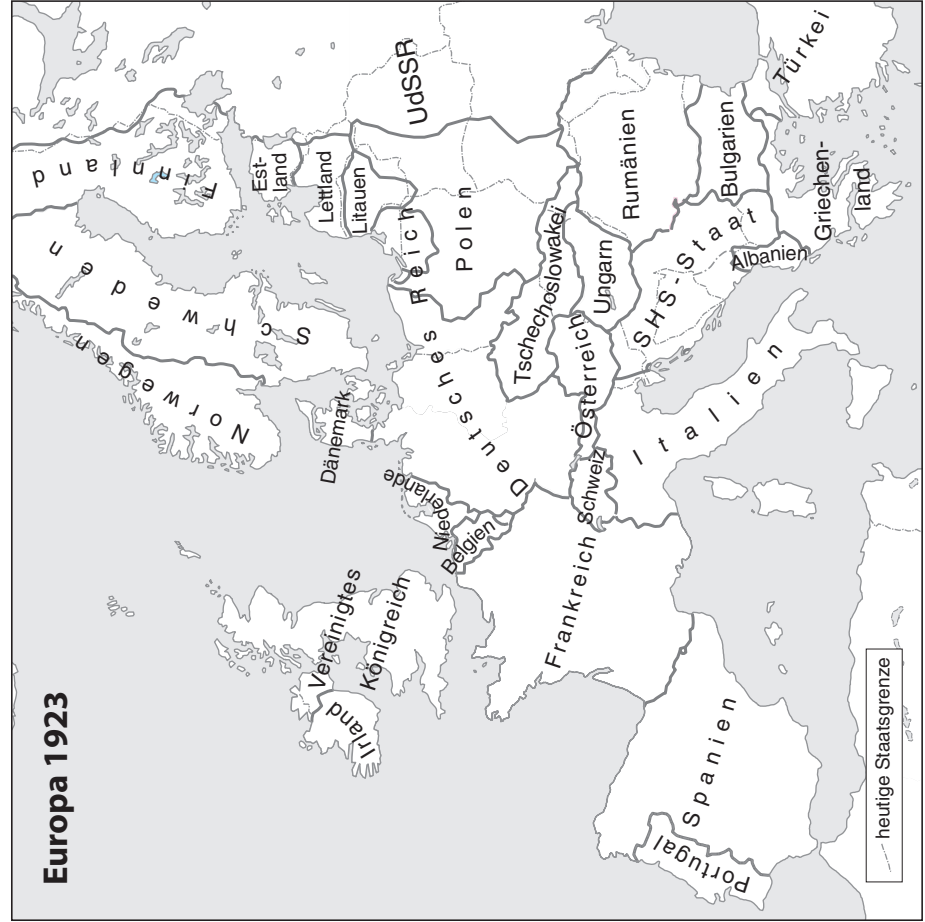 Europa 1923
Norwegen
Schweden
Finnland
Est-
land
Lettland
Litauen
Dänemark
UdSSR
Irland
Vereinigtes
Königreich
Niederlande
Belgien
Deutsches Reich
Polen
Tschechoslowakei
Frankreich
Schweiz
Österreich
Ungarn
Rumänien
Portugal
Spanien
Italien
SHS-Staat
Albanien
Bulgarien
Griechen-
land
Türkei
heutige Staatsgrenze